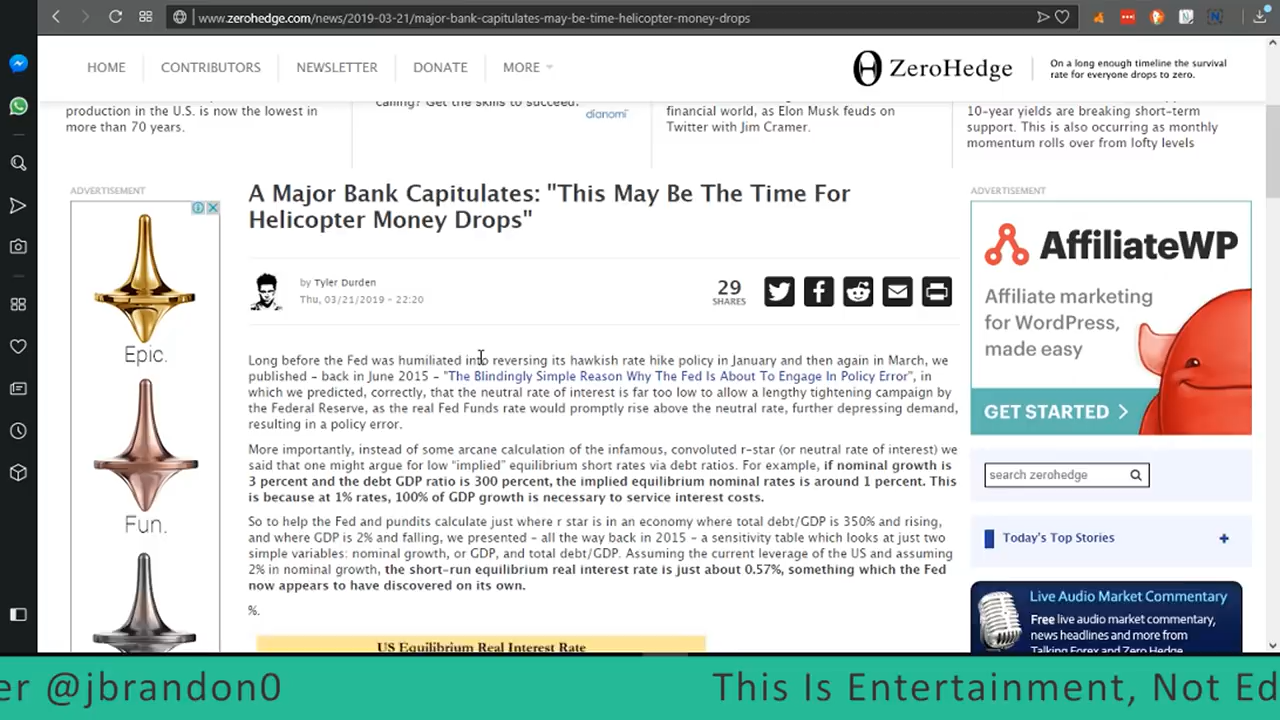 www.zerohedge.com/news/2019-03-21/major-bank-capitulates-may-be-time-helicopter-money-drops
HOME
CONTRIBUTORS
NEWSLETTER
DONATE
MORE
ZeroHedge
On a long enough timeline the survival
rate for everyone drops to zero.
production in the U.S. is now the lowest in
more than 70 years.
calling? Get the skills to succeed.
dianomi
financial world, as Elon Musk feuds on
Twitter with Jim Cramer.
10-year yields are breaking short-term
support. This is also occurring as monthly
momentum rolls over from lofty levels
ADVERTISEMENT
Epic.
Fun.
A Major Bank Capitulates: "This May Be The Time For
Helicopter Money Drops"
by Tyler Durden
Thu, 03/21/2019 - 22:20
29
SHARES
Long before the Fed was humiliated into reversing its hawkish rate hike policy in January and then again in March, we
published - back in June 2015 - "The Blindingly Simple Reason Why The Fed Is About To Engage In Policy Error", in
which we predicted, correctly, that the neutral rate of interest is far too low to allow a lengthy tightening campaign by
the Federal Reserve, as the real Fed Funds rate would promptly rise above the neutral rate, further depressing demand,
resulting in a policy error.
More importantly, instead of some arcane calculation of the infamous, convoluted r-star (or neutral rate of interest) we
said that one might argue for low "implied" equilibrium short rates via debt ratios. For example, if nominal growth is
3 percent and the debt GDP ratio is 300 percent, the implied equilibrium nominal rates is around 1 percent. This
is because at 1% rates, 100% of GDP growth is necessary to service interest costs.
So to help the Fed and pundits calculate just where r star is in an economy where total debt/GDP is 350% and rising,
and where GDP is 2% and falling, we presented - all the way back in 2015 - a sensitivity table which looks at just two
simple variables: nominal growth, or GDP, and total debt/GDP. Assuming the current leverage of the US and assuming
2% in nominal growth, the short-run equilibrium real interest rate is just about 0.57%, something which the Fed
now appears to have discovered on its own.
%.
US Equilibrium Real Interest Rate
ADVERTISEMENT
AffiliateWP
Affiliate marketing
for WordPress,
made easy
GET STARTED
search zerohedge
Today's Top Stories
Live Audio Market Commentary
Free live audio market commentary,
news headlines and more from
Talking Forex and Zero Hedge
er @jbrandon0
This Is Entertainment, Not Ed